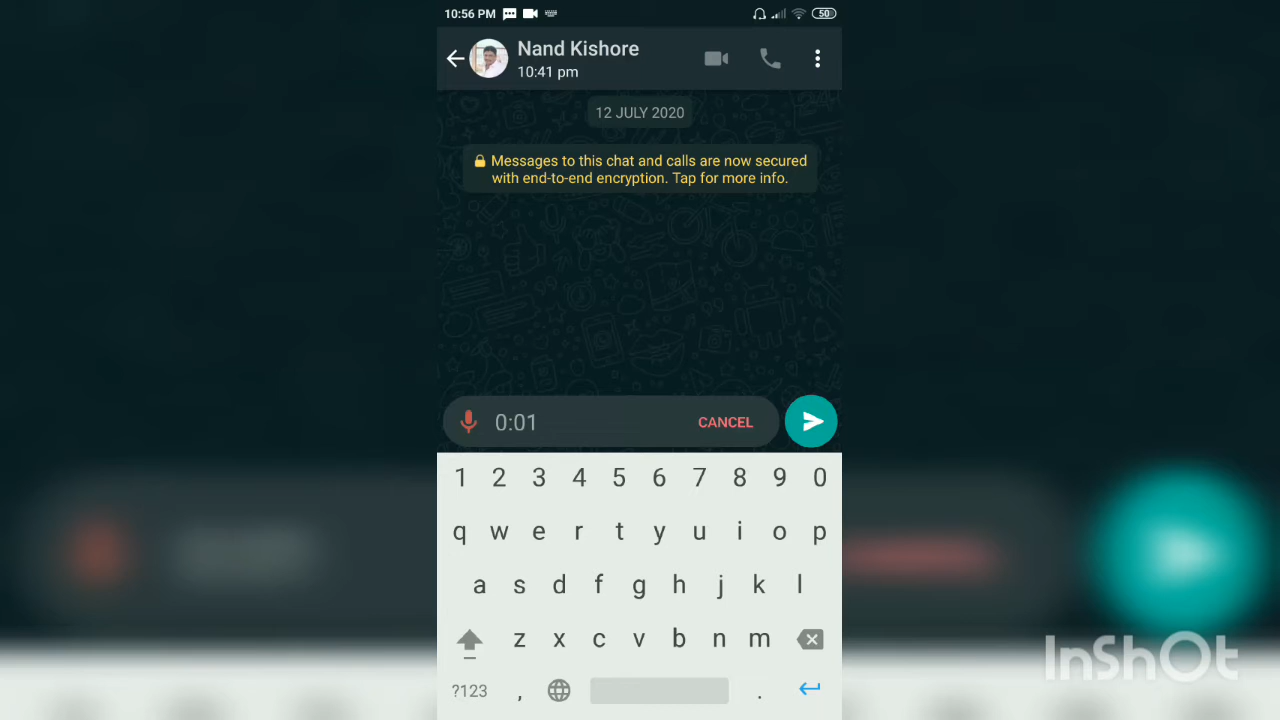 10:56 PM
50
Nand Kishore
10:41 pm
12 JULY 2020
Messages to this chat and calls are now secured
with end-to-end encryption. Tap for more info.
0:01 CANCEL
1 2 3 4 5 6 7 8 9 0
q w e r t y u i o p
a s d f g h j k l
z x c v b n m
?123 , .
InShOt